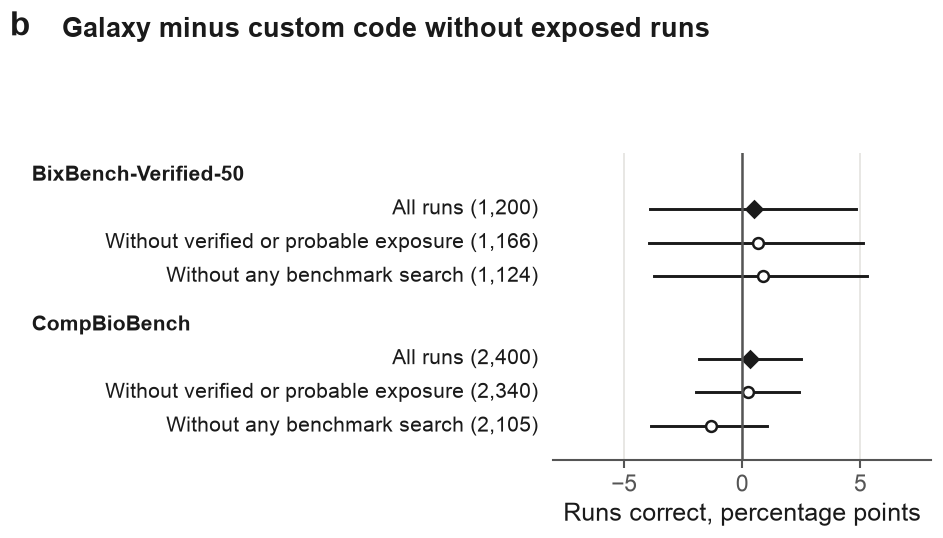 b Galaxy minus custom code without exposed runs
BixBench-Verified-50
All runs (1,200)
Without verified or probable exposure (1,166)
Without any benchmark search (1,124)
CompBioBench
All runs (2,400)
Without verified or probable exposure (2,340)
Without any benchmark search (2,105)
−5 0 5
Runs correct, percentage points